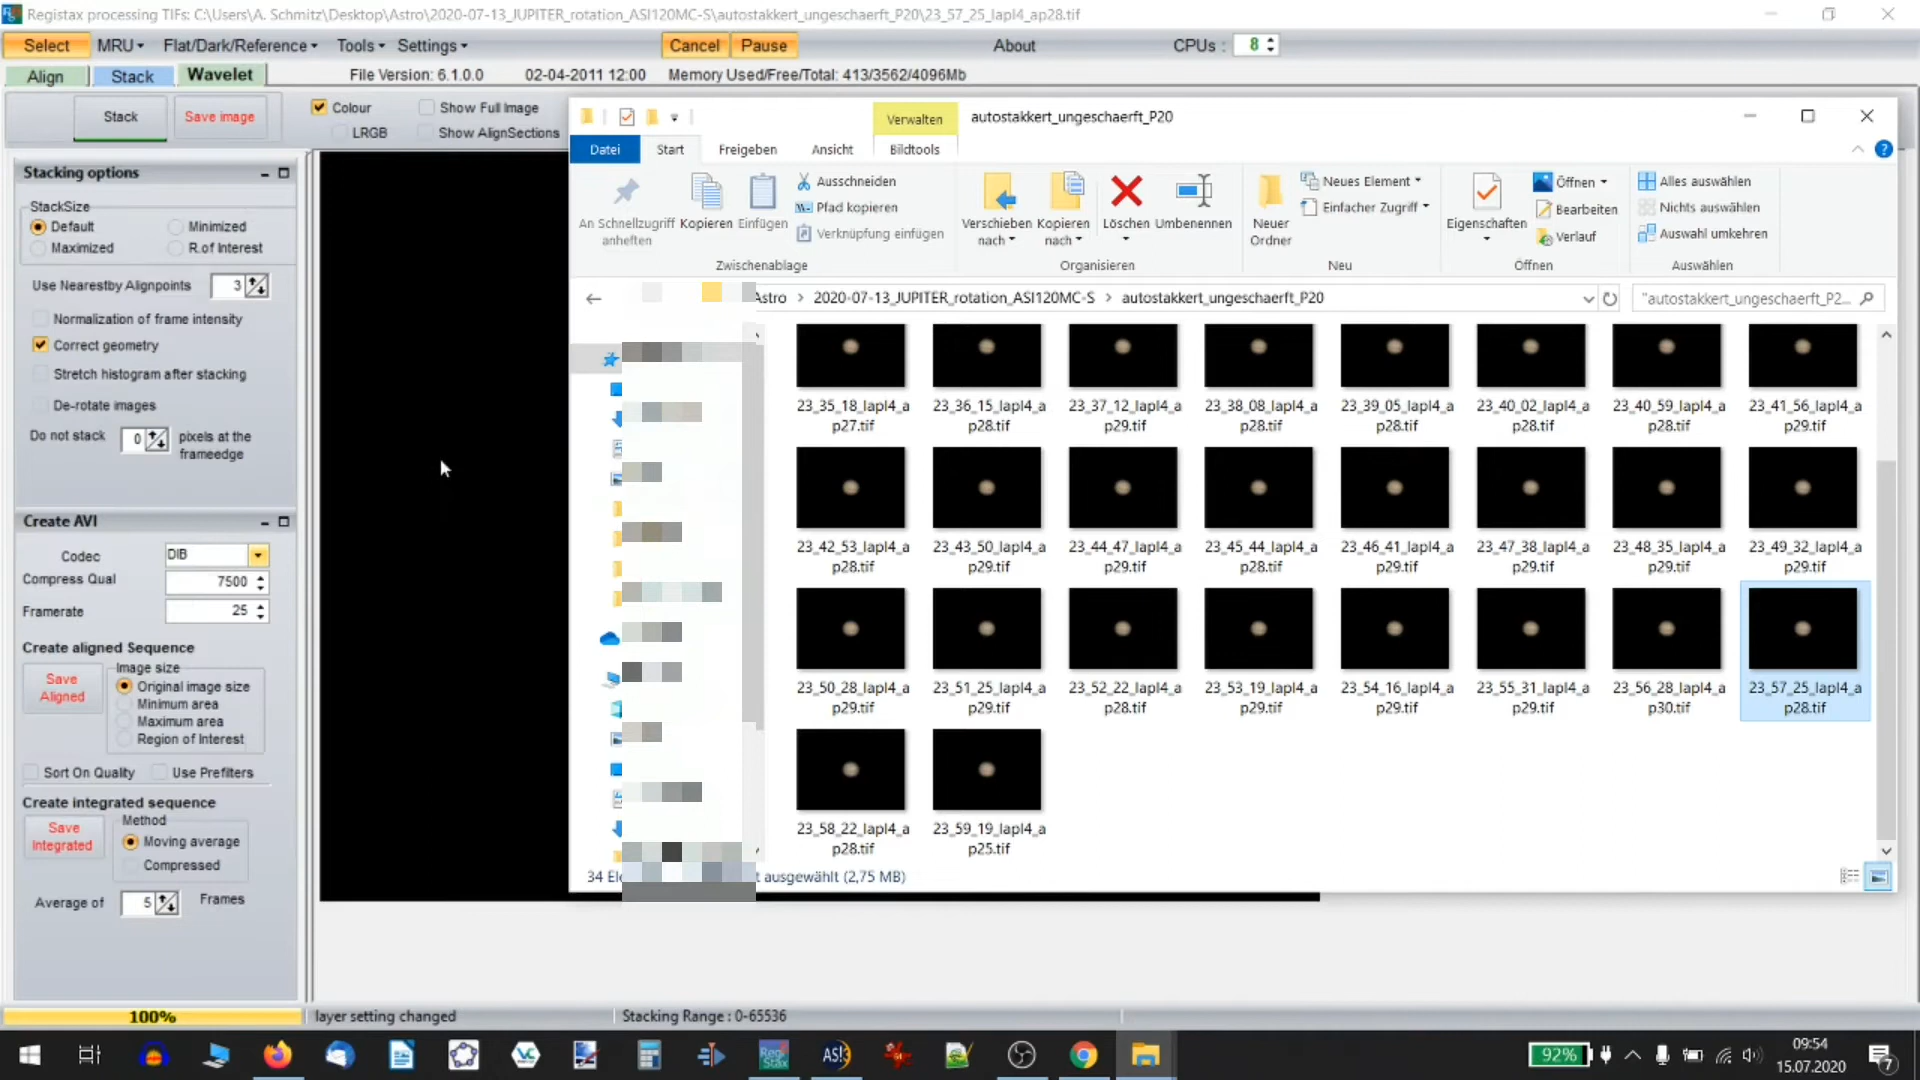 Registax processing TIFs: C:\Users\A. Schmitz\Desktop\Astro\2020-07-13_JUPITER_rotation_ASI120MC-S\autostakkert_ungeschaerft_P20\23_57_25_lapl4_ap28.tif
Select MRU Flat/Dark/Reference Tools Settings Cancel Pause About CPUs : 8
Align Stack Wavelet File Version: 6.1.0.0 02-04-2011 12:00 Memory Used/Free/Total: 413/3562/4096Mb
Stack Save image Colour Show Full Image
LRGB Show AlignSections
Stacking options
StackSize
Default Minimized
Maximized R.of Interest
Use Nearestby Alignpoints 3
Normalization of frame intensity
Correct geometry
Stretch histogram after stacking
De-rotate images
Do not stack 0 pixels at the
frameedge
Create AVI
Codec DIB
Compress Qual 7500
Framerate 25
Create aligned Sequence
Image size
Save
Aligned
Original image size
Minimum area
Maximum area
Region of Interest
Sort On Quality Use Prefilters
Create integrated sequence
Method
Save
Integrated
Moving average
Compressed
Average of 5 Frames
100% layer setting changed Stacking Range : 0-65536
Verwalten autostakkert_ungeschaerft_P20
Datei Start Freigeben Ansicht Bildtools
An Schnellzugriff
anheften
Kopieren Einfügen
Ausschneiden
Pfad kopieren
Verknüpfung einfügen
Zwischenablage
Verschieben
nach
Kopieren
nach
Löschen Umbenennen
Organisieren
Neuer
Ordner
Neues Element
Einfacher Zugriff
Neu
Eigenschaften
Öffnen
Bearbeiten
Verlauf
Öffnen
Alles auswählen
Nichts auswählen
Auswahl umkehren
Auswählen
Astro > 2020-07-13_JUPITER_rotation_ASI120MC-S > autostakkert_ungeschaerft_P20
"autostakkert_ungeschaerft_P2...
23_35_18_lapl4_a
p27.tif
23_36_15_lapl4_a
p28.tif
23_37_12_lapl4_a
p29.tif
23_38_08_lapl4_a
p28.tif
23_39_05_lapl4_a
p28.tif
23_40_02_lapl4_a
p28.tif
23_40_59_lapl4_a
p28.tif
23_41_56_lapl4_a
p29.tif
23_42_53_lapl4_a
p28.tif
23_43_50_lapl4_a
p29.tif
23_44_47_lapl4_a
p29.tif
23_45_44_lapl4_a
p28.tif
23_46_41_lapl4_a
p29.tif
23_47_38_lapl4_a
p29.tif
23_48_35_lapl4_a
p29.tif
23_49_32_lapl4_a
p29.tif
23_50_28_lapl4_a
p29.tif
23_51_25_lapl4_a
p29.tif
23_52_22_lapl4_a
p28.tif
23_53_19_lapl4_a
p29.tif
23_54_16_lapl4_a
p29.tif
23_55_31_lapl4_a
p29.tif
23_56_28_lapl4_a
p30.tif
23_57_25_lapl4_a
p28.tif
23_58_22_lapl4_a
p28.tif
23_59_19_lapl4_a
p25.tif
34 ausgewählt (2,75 MB)
92% 09:54
15.07.2020
7